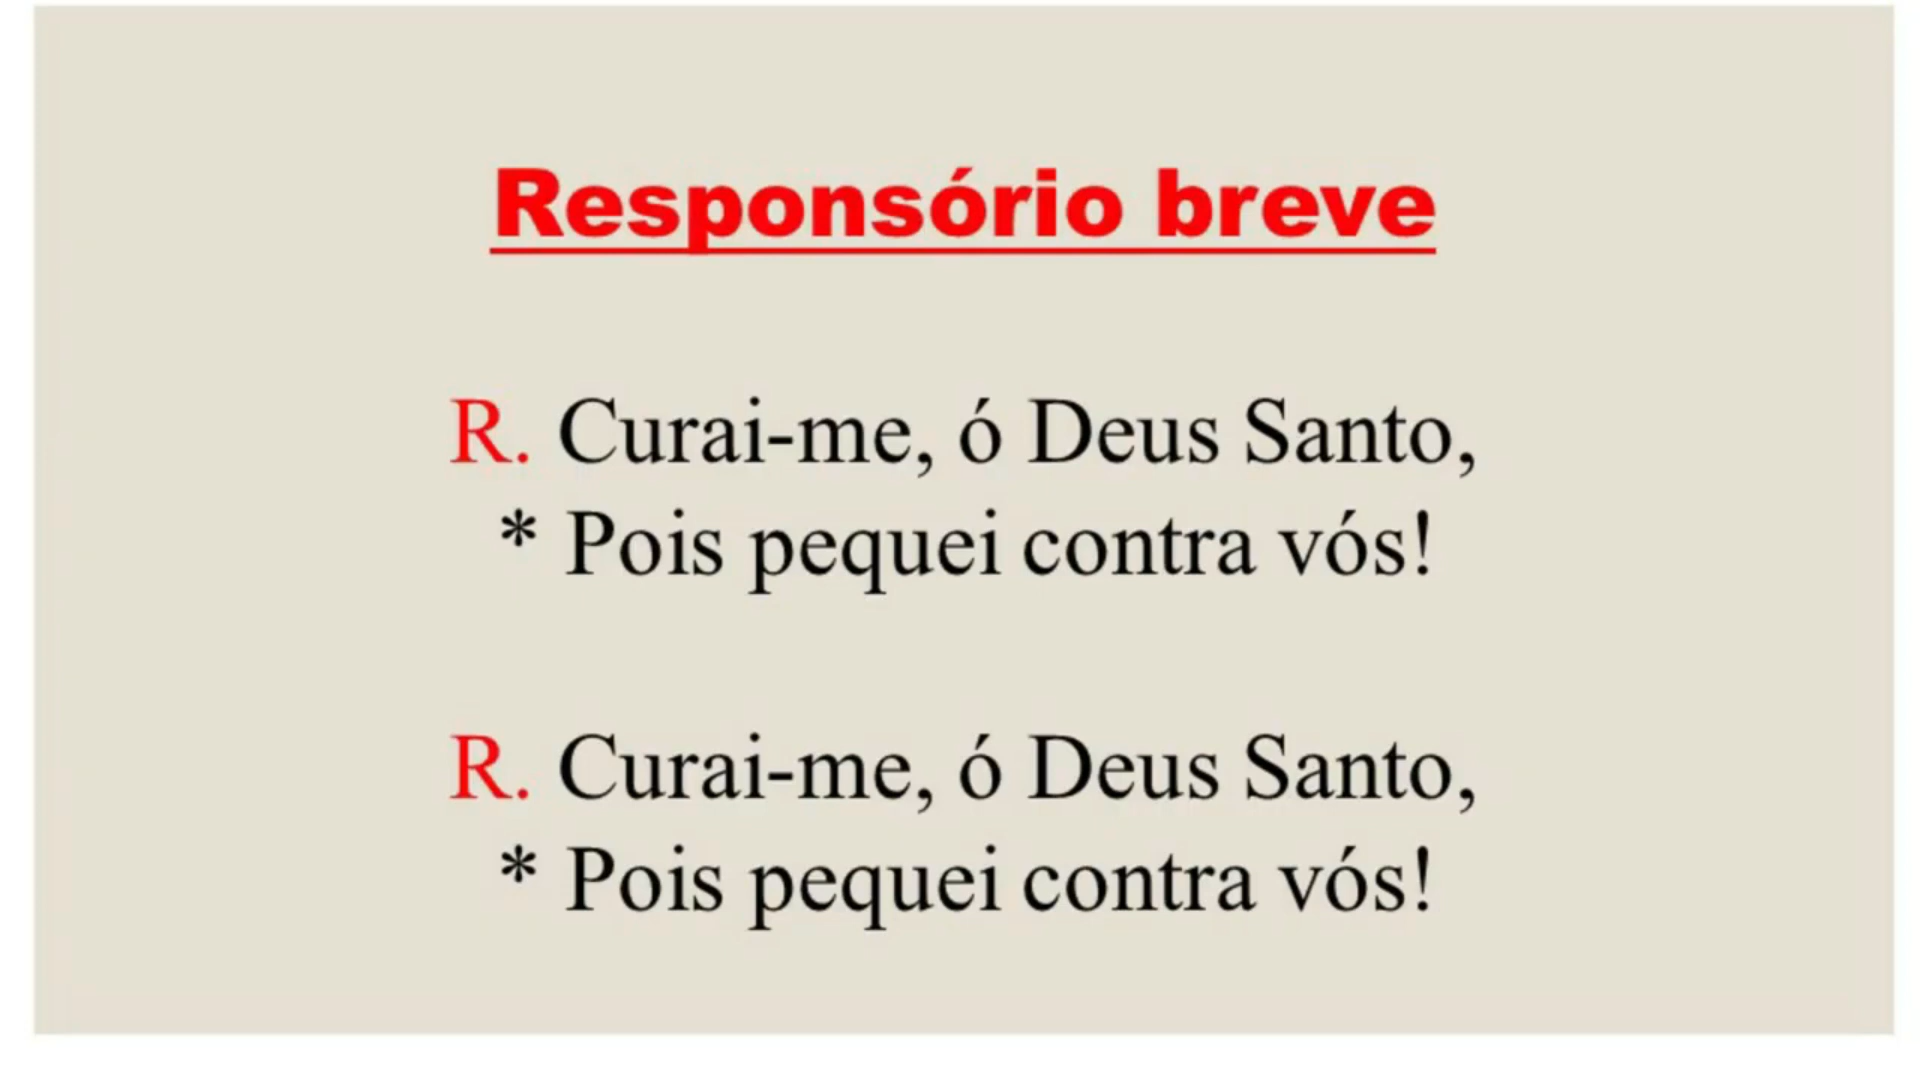 Responsório breve
R. Curai-me, ó Deus Santo,
* Pois pequei contra vós!
R. Curai-me, ó Deus Santo,
* Pois pequei contra vós!